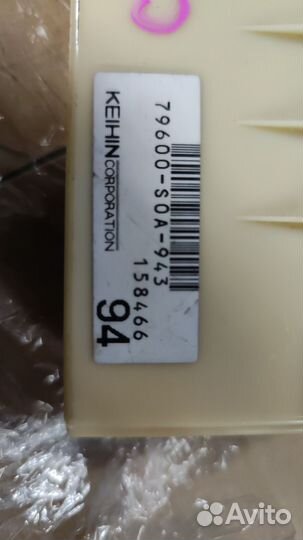 79600-S0A-943
158466
KEIHIN CORPORATION
94
Avito